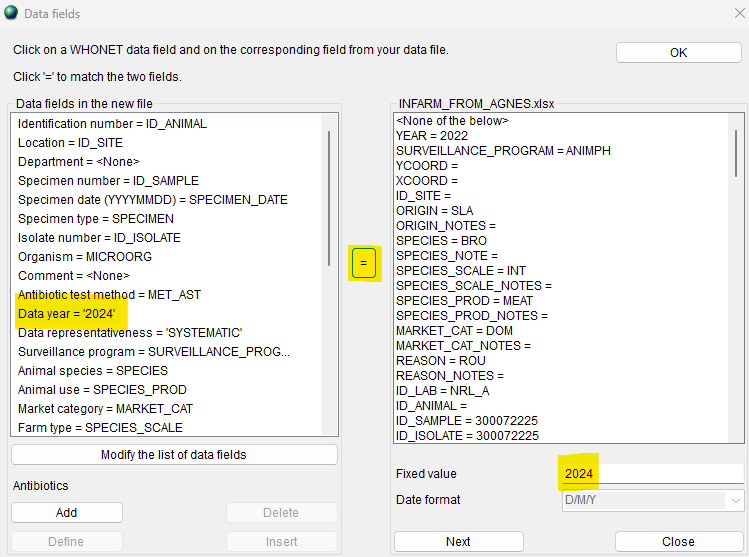 Data fields
Click on a WHONET data field and on the corresponding field from your data file.
OK
Click '=' to match the two fields.
Data fields in the new file
Identification number = ID_ANIMAL
Location = ID_SITE
Department = <None>
Specimen number = ID_SAMPLE
Specimen date (YYYYMMDD) = SPECIMEN_DATE
Specimen type = SPECIMEN
Isolate number = ID_ISOLATE
Organism = MICROORG
Comment = <None>
Antibiotic test method = MET_AST
Data year = '2024'
Data representativeness = 'SYSTEMATIC'
Surveillance program = SURVEILLANCE_PROG...
Animal species = SPECIES
Animal use = SPECIES_PROD
Market category = MARKET_CAT
Farm type = SPECIES_SCALE
Modify the list of data fields
Antibiotics
Add
Delete
Define
Insert
=
INFARM_FROM_AGNES.xlsx
<None of the below>
YEAR = 2022
SURVEILLANCE_PROGRAM = ANIMPH
YCOORD =
XCOORD =
ID_SITE =
ORIGIN = SLA
ORIGIN_NOTES =
SPECIES = BRO
SPECIES_NOTE =
SPECIES_SCALE = INT
SPECIES_SCALE_NOTES =
SPECIES_PROD = MEAT
SPECIES_PROD_NOTES =
MARKET_CAT = DOM
MARKET_CAT_NOTES =
REASON = ROU
REASON_NOTES =
ID_LAB = NRL_A
ID_ANIMAL =
ID_SAMPLE = 300072225
ID_ISOLATE = 300072225
Fixed value
2024
Date format
D/M/Y
Next
Close